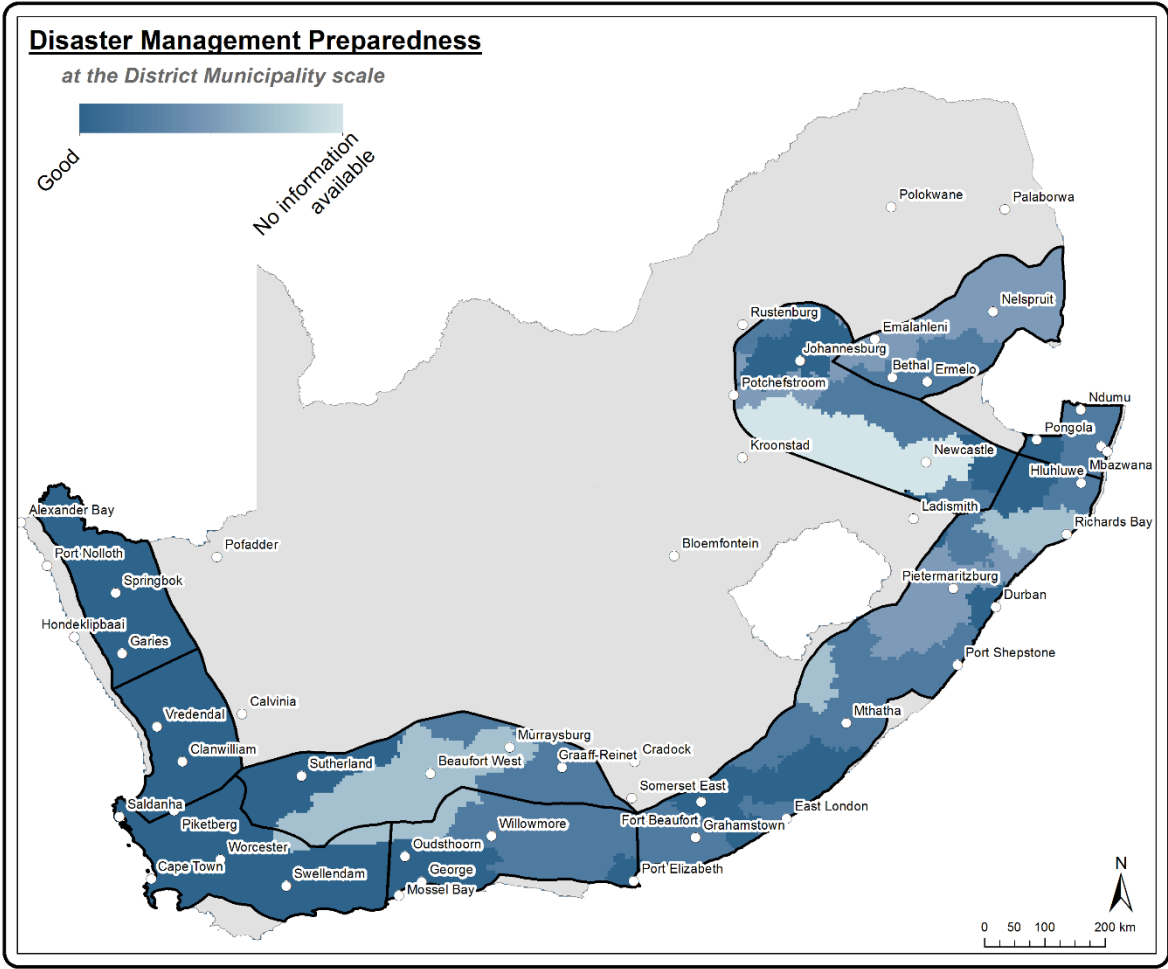 Disaster Management Preparedness
at the District Municipality scale
Good
No information
available
Polokwane
Palaborwa
Nelspruit
Rustenburg
Emalahleni
Johannesburg
Bethal
Ermelo
Potchefstroom
Ndumu
Pongola
Kroonstad
Newcastle
Mbazwana
Hluhluwe
Ladismith
Richards Bay
Alexander Bay
Pofadder
Bloemfontein
Port Nolloth
Springbok
Pietermaritzburg
Durban
Hondeklipbaai
Garies
Port Shepstone
Calvinia
Vredendal
Mthatha
Clanwilliam
Murraysburg
Sutherland
Beaufort West
Graaff-Reinet
Cradock
Somerset East
Saldanha
Piketberg
Willowmore
Fort Beaufort
East London
Grahamstown
Worcester
Oudsthoorn
Cape Town
Swellendam
George
Port Elizabeth
Mossel Bay
N
0 50 100 200 km